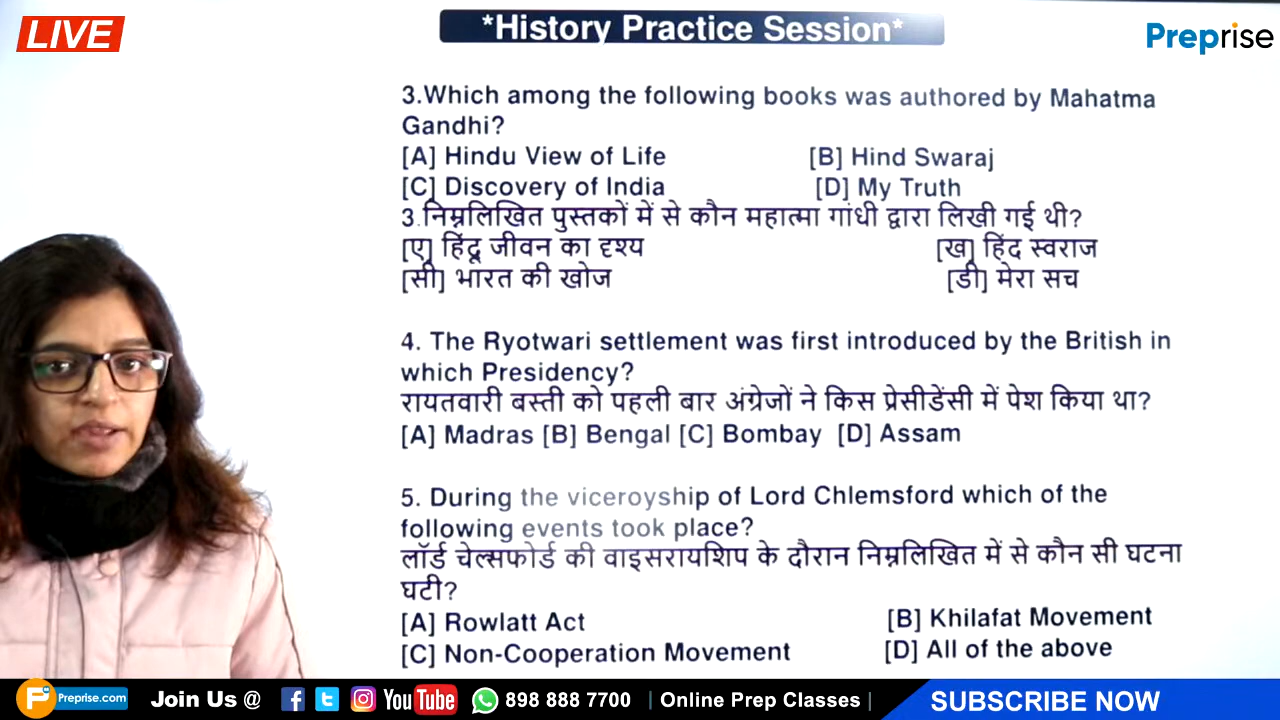 LIVE
*History Practice Session*
Preprise
3.Which among the following books was authored by Mahatma
Gandhi?
[A] Hindu View of Life [B] Hind Swaraj
[C] Discovery of India [D] My Truth
3.निम्नलिखित पुस्तकों में से कौन महात्मा गांधी द्वारा लिखी गई थी?
[ए] हिंदू जीवन का दृश्य [ख] हिंद स्वराज
[सी] भारत की खोज [डी] मेरा सच
4. The Ryotwari settlement was first introduced by the British in
which Presidency?
रायतवारी बस्ती को पहली बार अंग्रेजों ने किस प्रेसीडेंसी में पेश किया था?
[A] Madras [B] Bengal [C] Bombay [D] Assam
5. During the viceroyship of Lord Chlemsford which of the
following events took place?
लॉर्ड चेल्सफोर्ड की वाइसरायशिप के दौरान निम्नलिखित में से कौन सी घटना
घटी?
[A] Rowlatt Act [B] Khilafat Movement
[C] Non-Cooperation Movement [D] All of the above
Preprise.com Join Us @ YouTube 898 888 7700 | Online Prep Classes | SUBSCRIBE NOW